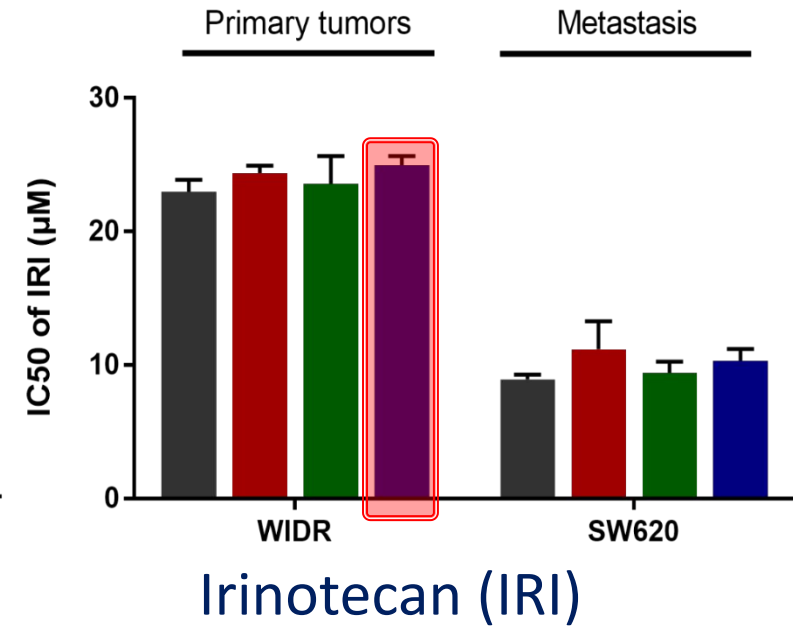 Primary tumors
Metastasis
IC50 of IRI (µM)
30
20
10
0
WIDR
SW620
Irinotecan (IRI)